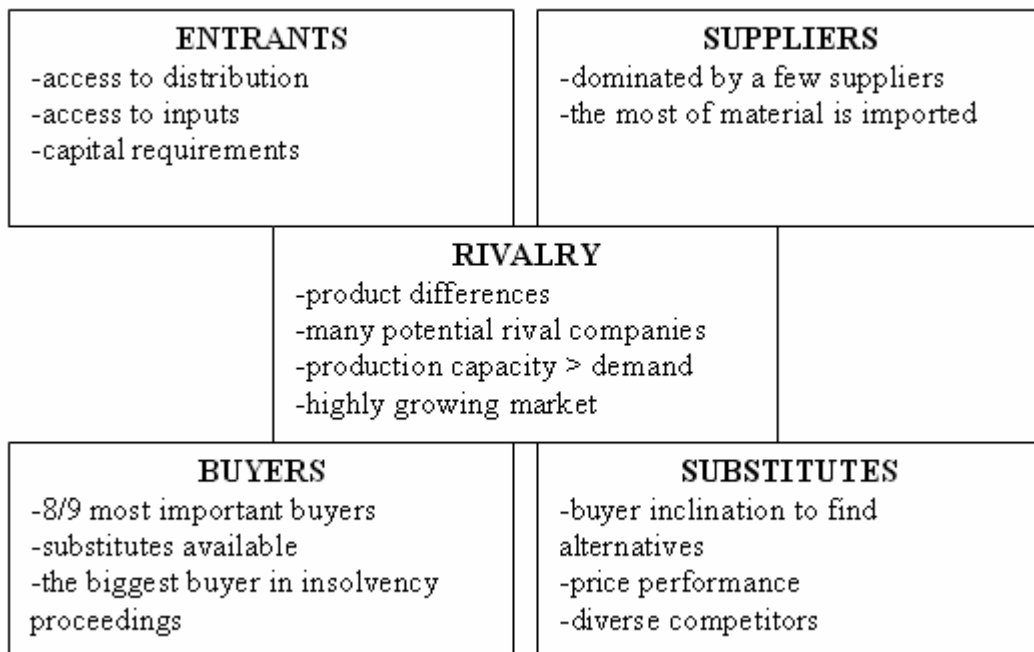 ENTRANTS
-access to distribution
-access to inputs
-capital requirements
SUPPLIERS
-dominated by a few suppliers
-the most of material is imported
RIVALRY
-product differences
-many potential rival companies
-production capacity > demand
-highly growing market
BUYERS
-8/9 most important buyers
-substitutes available
-the biggest buyer in insolvency
proceedings
SUBSTITUTES
-buyer inclination to find
alternatives
-price performance
-diverse competitors